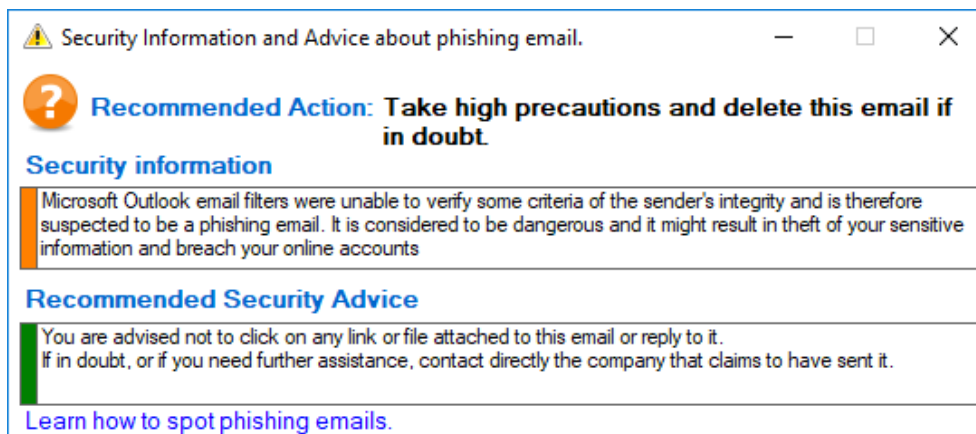 Security Information and Advice about phishing email.
Recommended Action: Take high precautions and delete this email if
in doubt.
Security information
Microsoft Outlook email filters were unable to verify some criteria of the sender's integrity and is therefore
suspected to be a phishing email. It is considered to be dangerous and it might result in theft of your sensitive
information and breach your online accounts
Recommended Security Advice
You are advised not to click on any link or file attached to this email or reply to it.
If in doubt, or if you need further assistance, contact directly the company that claims to have sent it.
Learn how to spot phishing emails.